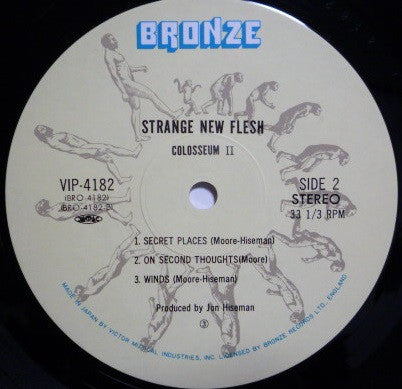 BRONZE
STRANGE NEW FLESH
COLOSSEUM II
VIP-4182
(BRO 4182)
(BRO-4182-B)
SIDE 2
STEREO
33 1/3 RPM
1. SECRET PLACES (Moore-Hiseman)
2. ON SECOND THOUGHTS(Moore)
3. WINDS (Moore-Hiseman)
Produced by Jon Hiseman
③
MADE IN JAPAN BY VICTOR MUSICAL INDUSTRIES, INC. LICENSED BY BRONZE RECORDS LTD., ENGLAND